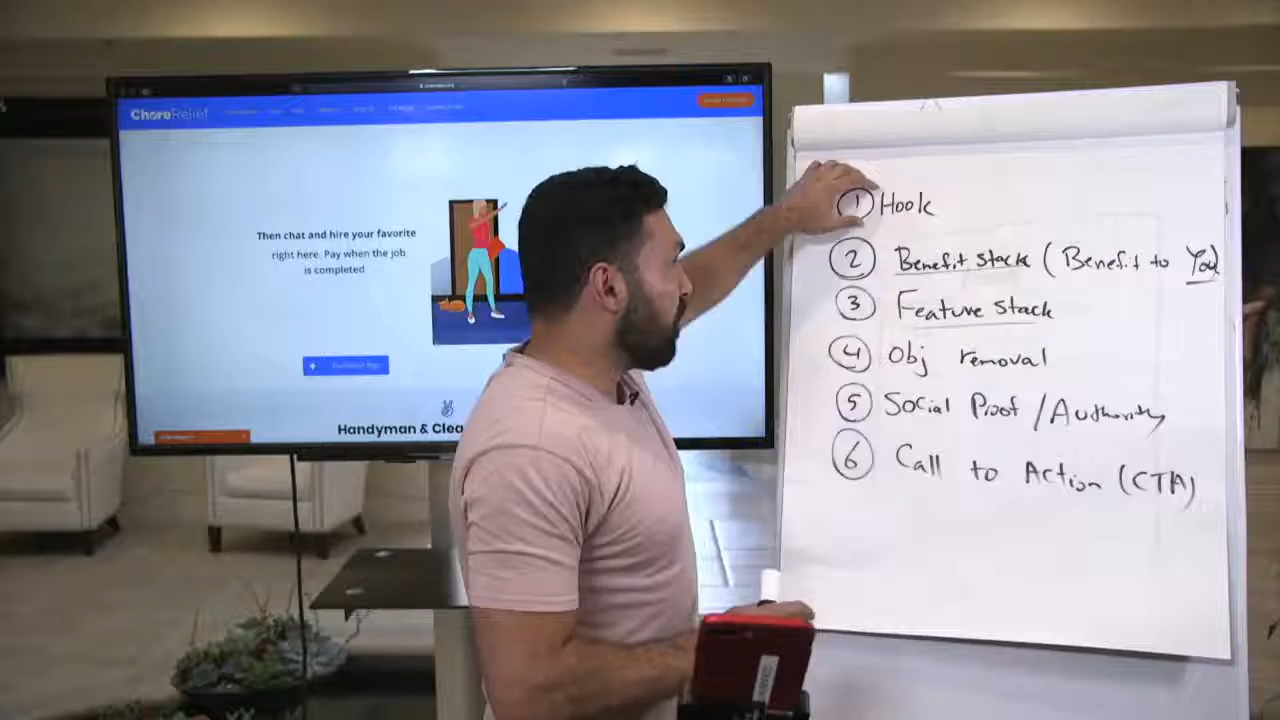 ChoreRelief
Then chat and hire your favorite
right here. Pay when the job
is completed
Download App
Handyman & Clea
1 Hook
2 Benefit stack (Benefit to You)
3 Feature stack
4 Obj removal
5 Social Proof / Authority
6 Call to Action (CTA)